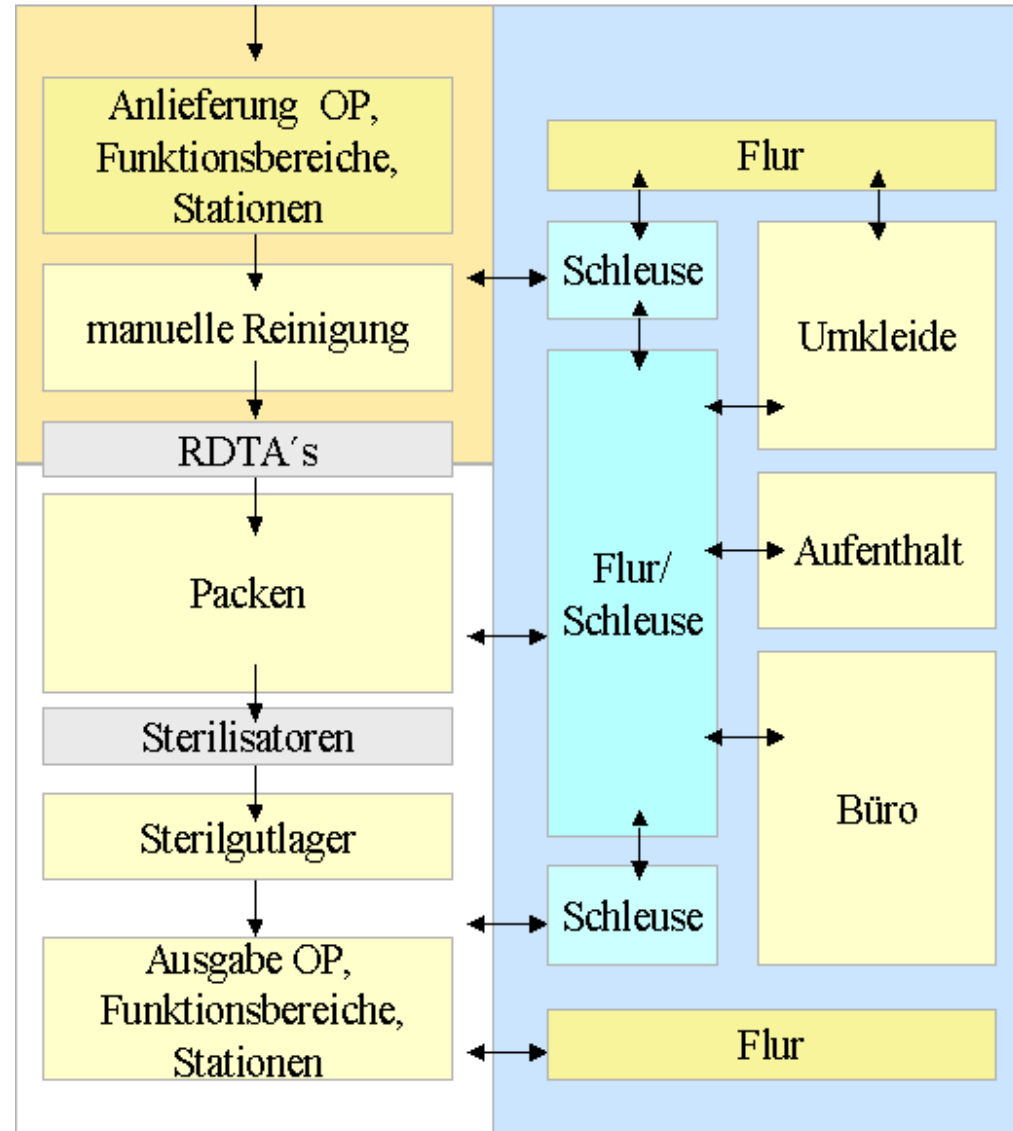 Anlieferung OP,
Funktionsbereiche,
Stationen
manuelle Reinigung
RDTA´s
Packen
Sterilisatoren
Sterilgutlager
Ausgabe OP,
Funktionsbereiche,
Stationen
Flur
Schleuse
Umkleide
Flur/
Schleuse
Aufenthalt
Büro
Schleuse
Flur